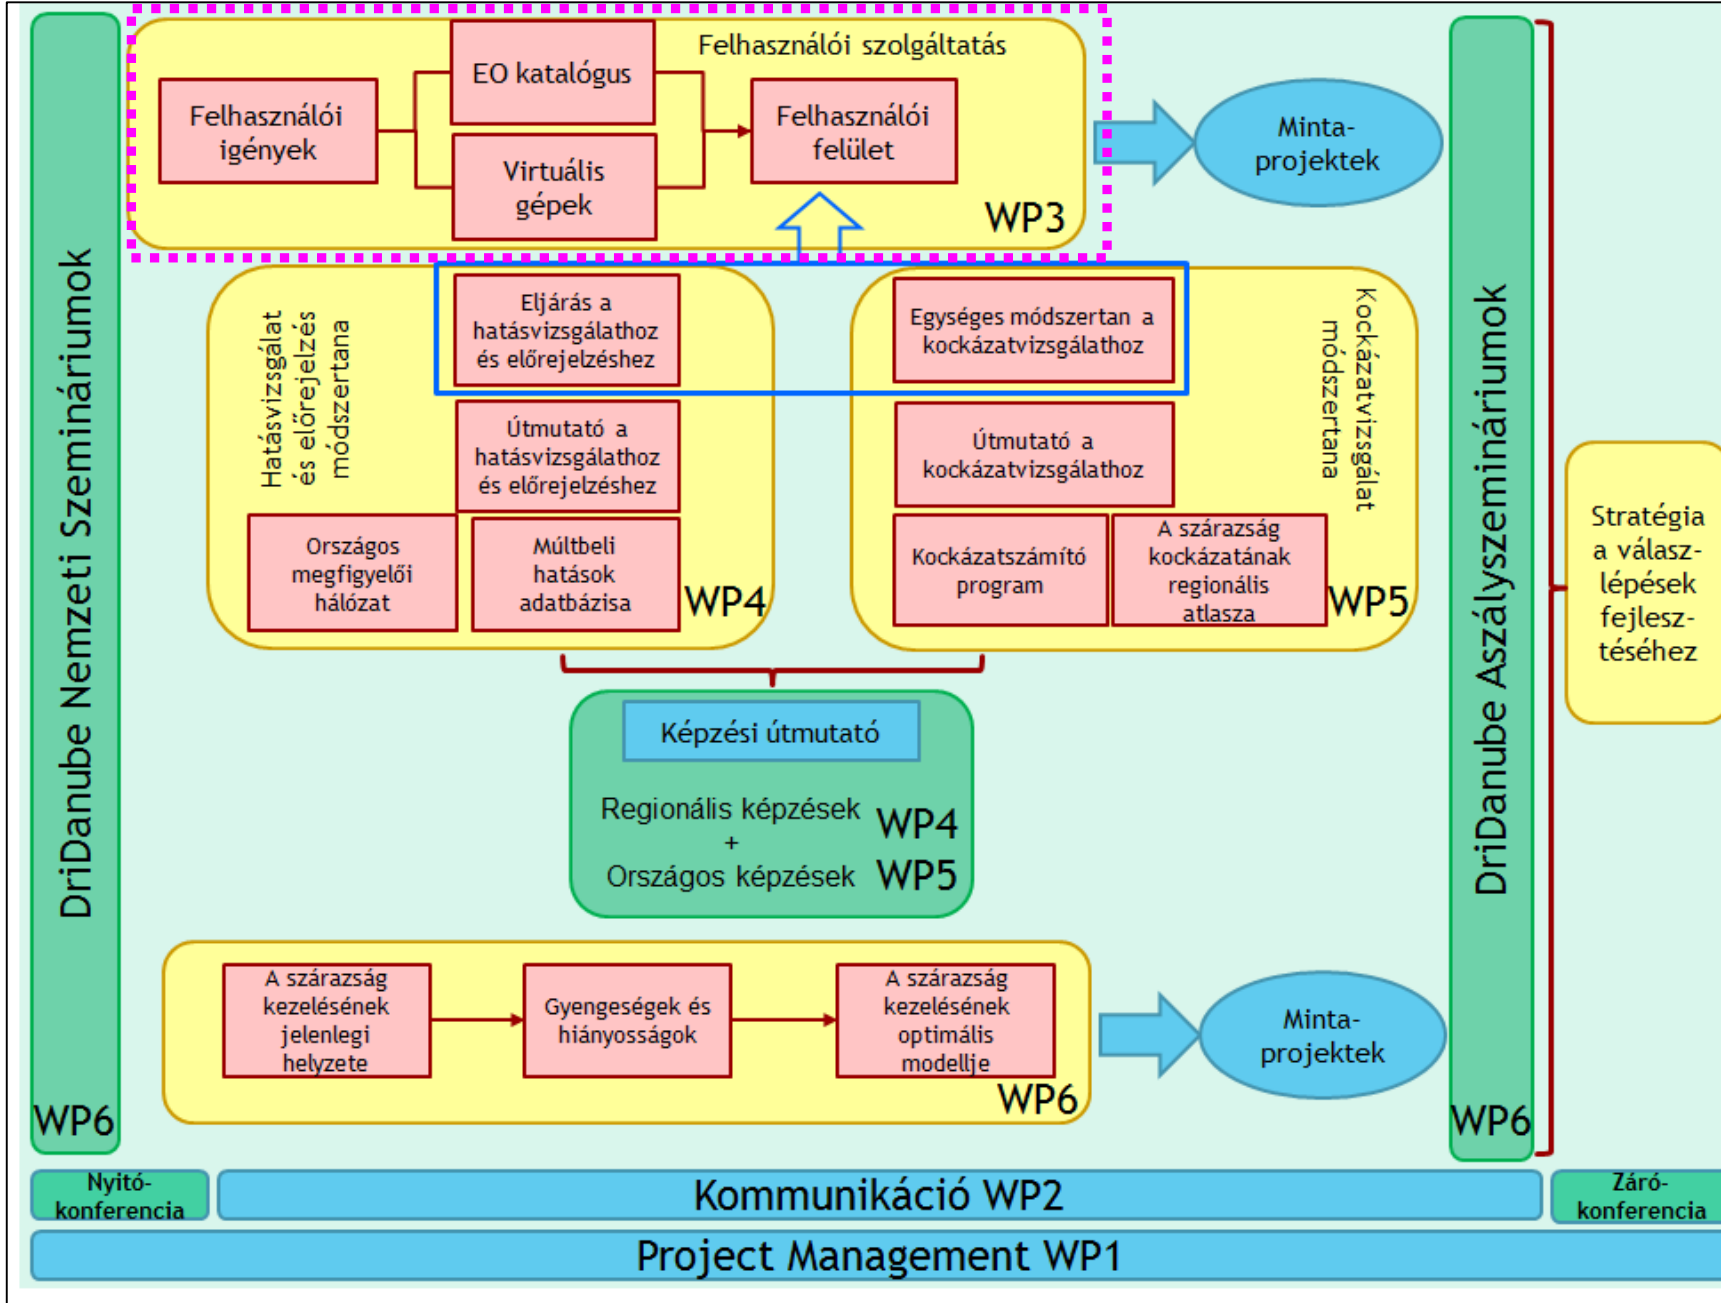 DriDanube Nemzeti Szemináriumok
WP6
Felhasználói szolgáltatás
Felhasználói
igények
EO katalógus
Virtuális
gépek
Felhasználói
felület
WP3
Minta-
projektek
Hatásvizsgálat
és előrejelzés
módszertana
Eljárás a
hatásvizsgálathoz
és előrejelzéshez
Útmutató a
hatásvizsgálathoz
és előrejelzéshez
Országos
megfigyelői
hálózat
Múltbeli
hatások
adatbázisa
WP4
Egységes módszertan a
kockázatvizsgálathoz
Útmutató a
kockázatvizsgálathoz
Kockázatszámító
program
A szárazság
kockázatának
regionális
atlasza
Kockázatvizsgálat
módszertana
WP5
Képzési útmutató
Regionális képzések
+
Országos képzések
WP4
WP5
A szárazság
kezelésének
jelenlegi
helyzete
Gyengeségek és
hiányosságok
A szárazság
kezelésének
optimális
modellje
WP6
Minta-
projektek
DriDanube Aszályszemináriumok
WP6
Stratégia
a válasz-
lépések
fejlesz-
téséhez
Nyitó-
konferencia
Kommunikáció WP2
Záró-
konferencia
Project Management WP1